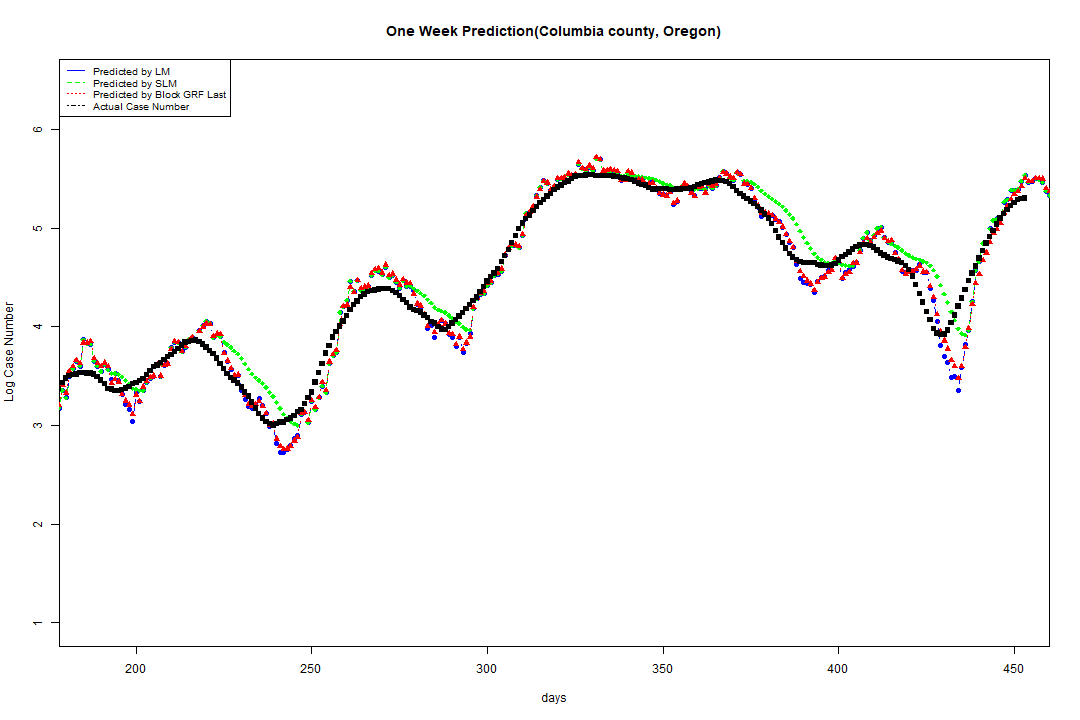 One Week Prediction(Columbia county, Oregon)
Predicted by LM
Predicted by SLM
Predicted by Block GRF Last
Actual Case Number
6
5
4
3
2
1
Log Case Number
200 250 300 350 400 450
days